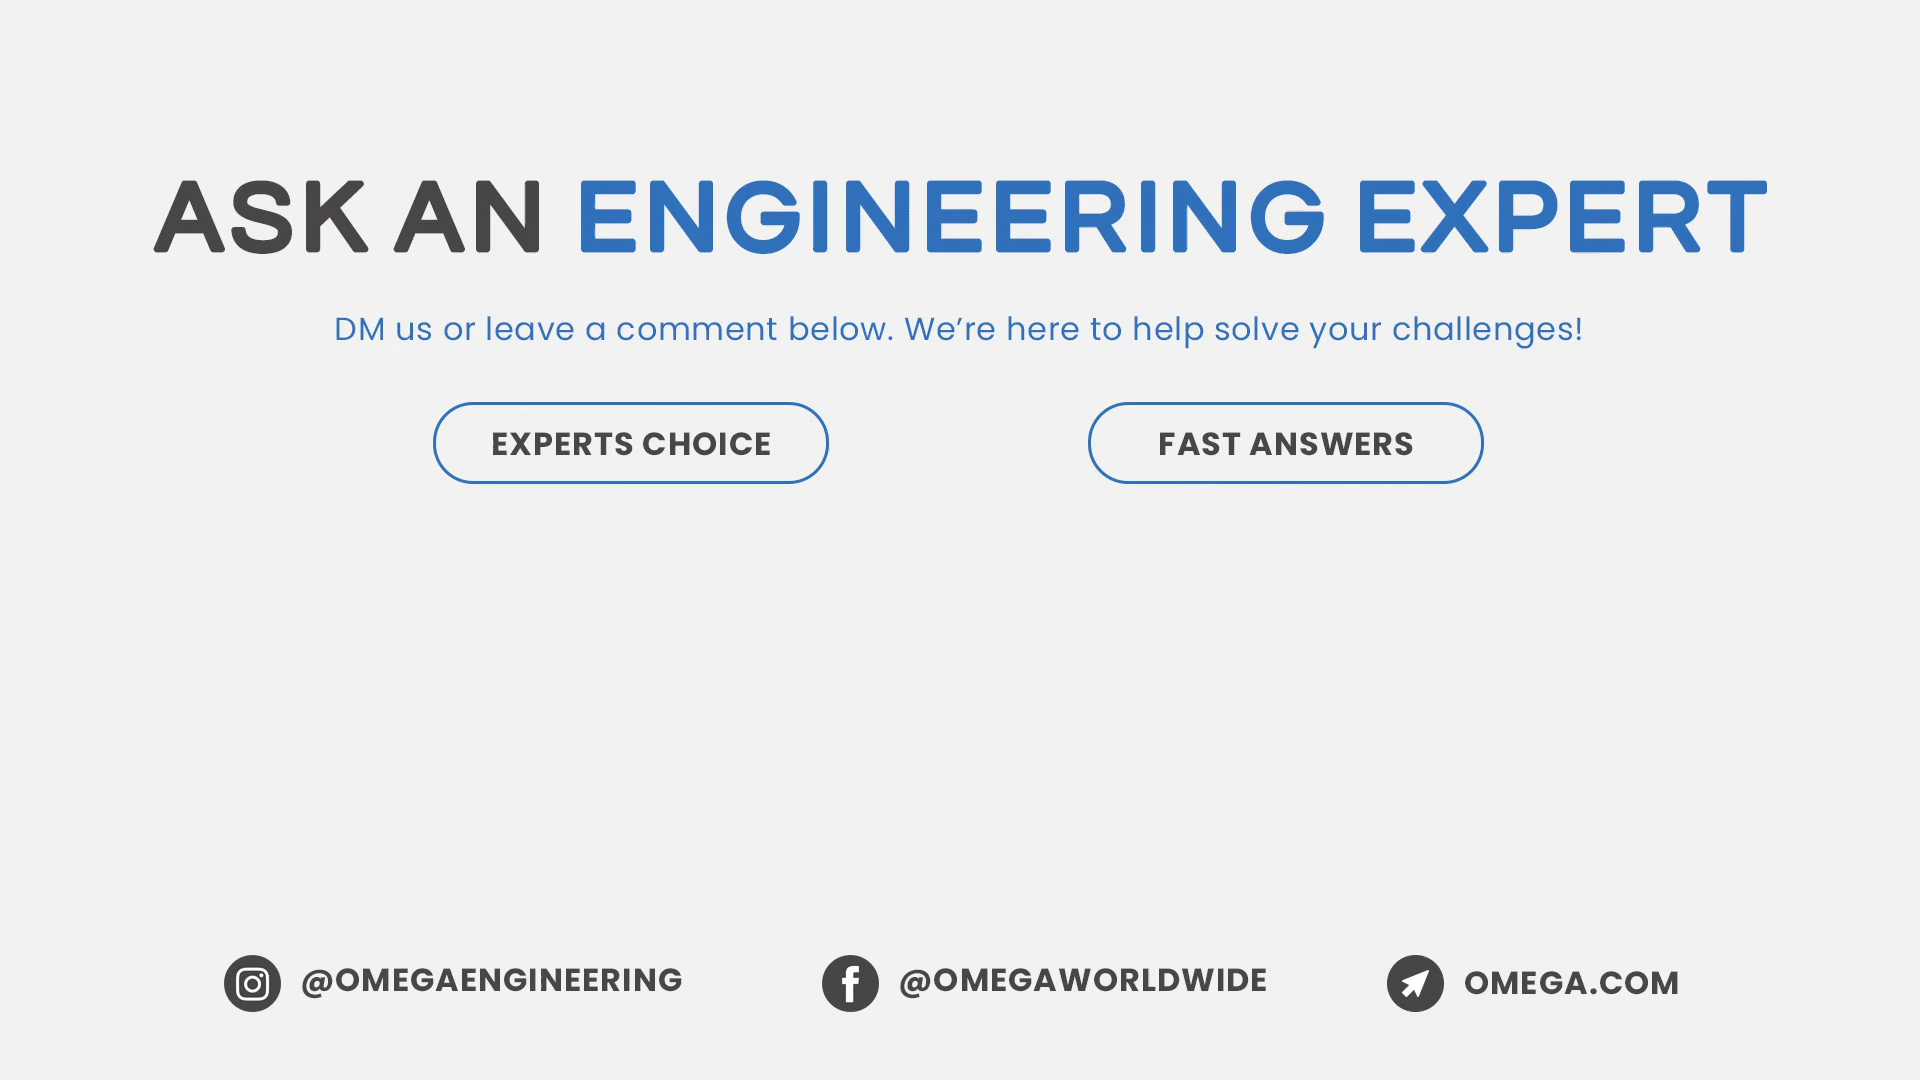 ASK AN ENGINEERING EXPERT
DM us or leave a comment below. We’re here to help solve your challenges!
EXPERTS CHOICE
FAST ANSWERS
@OMEGAENGINEERING
@OMEGAWORLDWIDE
OMEGA.COM